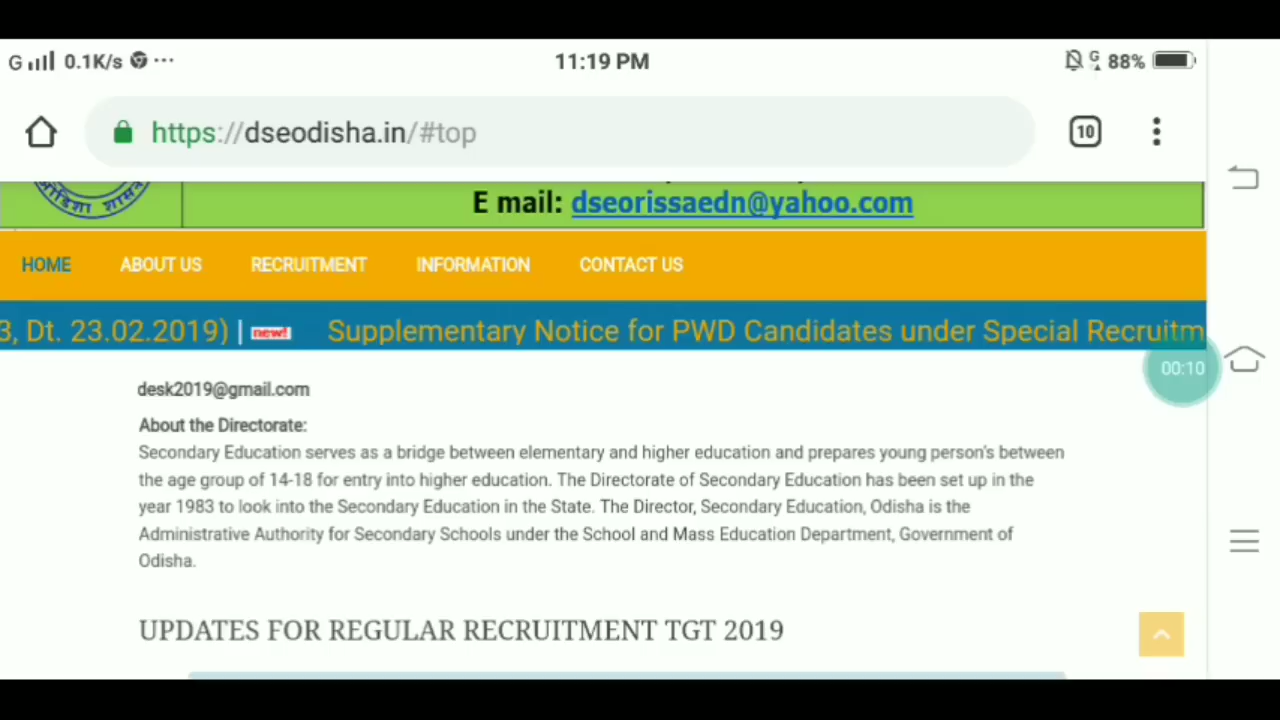 G 0.1K/s ... 11:19 PM G 88%
https://dseodisha.in/#top 10
ओडिशा शासन
E mail: dseorissaedn@yahoo.com
HOME ABOUT US RECRUITMENT INFORMATION CONTACT US
3, Dt. 23.02.2019) | new! Supplementary Notice for PWD Candidates under Special Recruitm
00:10
desk2019@gmail.com
About the Directorate:
Secondary Education serves as a bridge between elementary and higher education and prepares young person's between
the age group of 14-18 for entry into higher education. The Directorate of Secondary Education has been set up in the
year 1983 to look into the Secondary Education in the State. The Director, Secondary Education, Odisha is the
Administrative Authority for Secondary Schools under the School and Mass Education Department, Government of
Odisha.
UPDATES FOR REGULAR RECRUITMENT TGT 2019